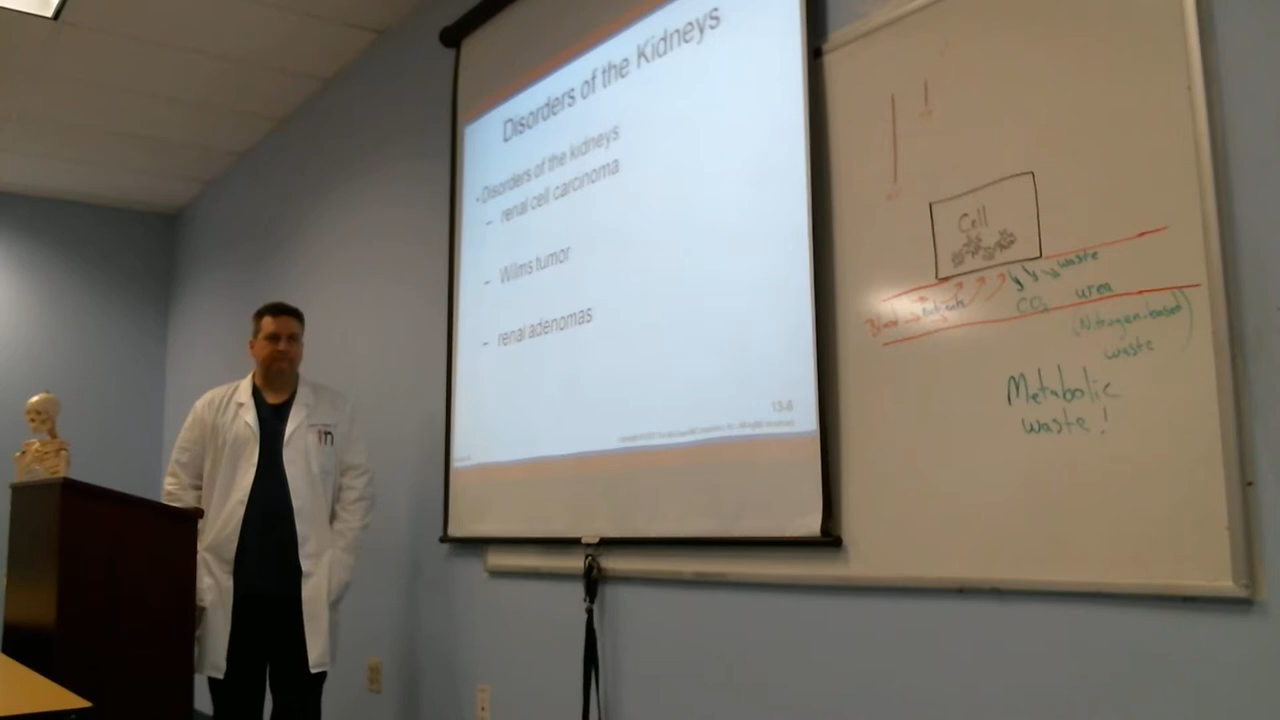 Disorders of the Kidneys
• Disorders of the kidneys
– renal cell carcinoma
– Wilms tumor
– renal adenomas
13-8
Cell
waste
Blood
CO₂ urea
(Nitrogen-based)
waste
Metabolic
waste!